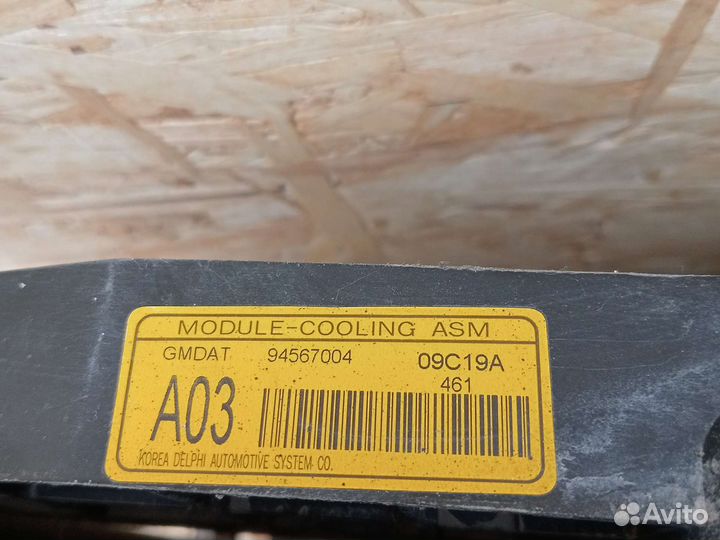 MODULE-COOLING ASM
GMDAT 94567004 09C19A
461
A03
KOREA DELPHI AUTOMOTIVE SYSTEM CO.
Avito